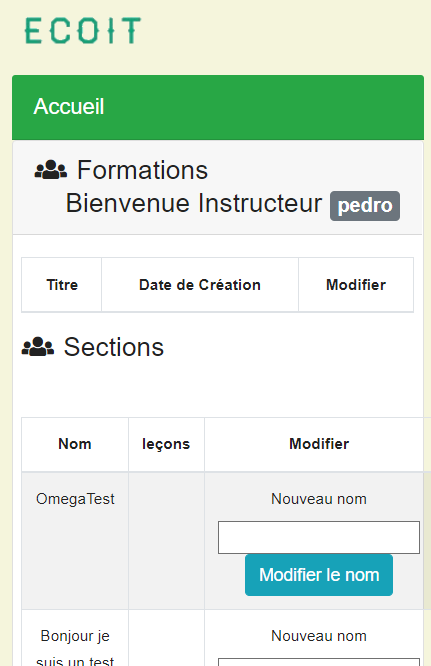 ECOIT
Accueil
Formations
Bienvenue Instructeur pedro
Titre Date de Création Modifier
Sections
Nom leçons Modifier
OmegaTest Nouveau nom
Modifier le nom
Bonjour je Nouveau nom
suis un test